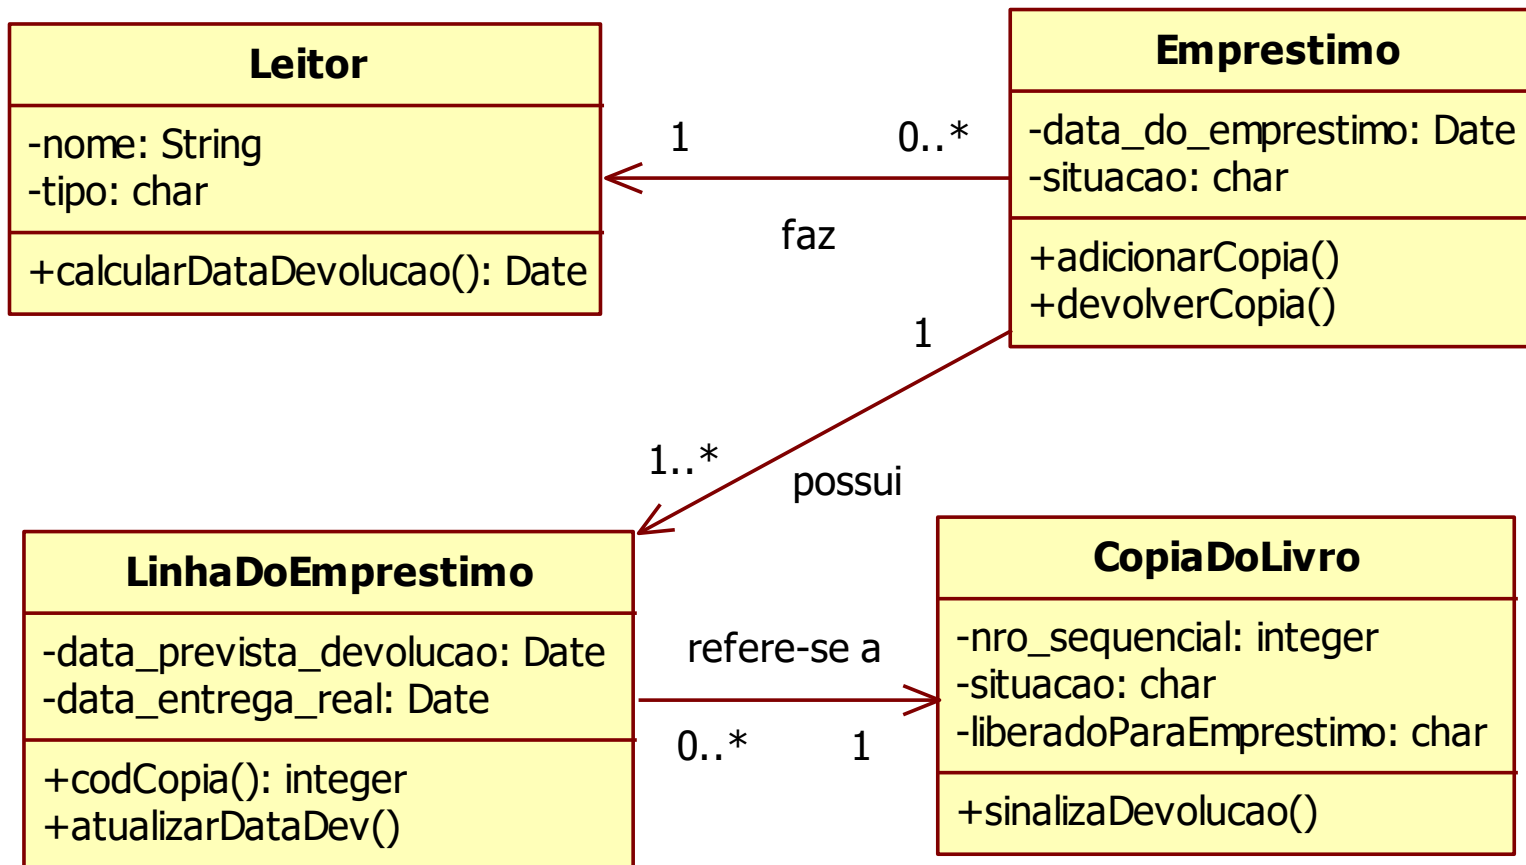 Leitor
-nome: String
-tipo: char
+calcularDataDevolucao(): Date
1
0..*
faz
Emprestimo
-data_do_emprestimo: Date
-situacao: char
+adicionarCopia()
+devolverCopia()
1
1..*
possui
LinhaDoEmprestimo
-data_prevista_devolucao: Date
-data_entrega_real: Date
+codCopia(): integer
+atualizarDataDev()
refere-se a
0..*
1
CopiaDoLivro
-nro_sequencial: integer
-situacao: char
-liberadoParaEmprestimo: char
+sinalizaDevolucao()